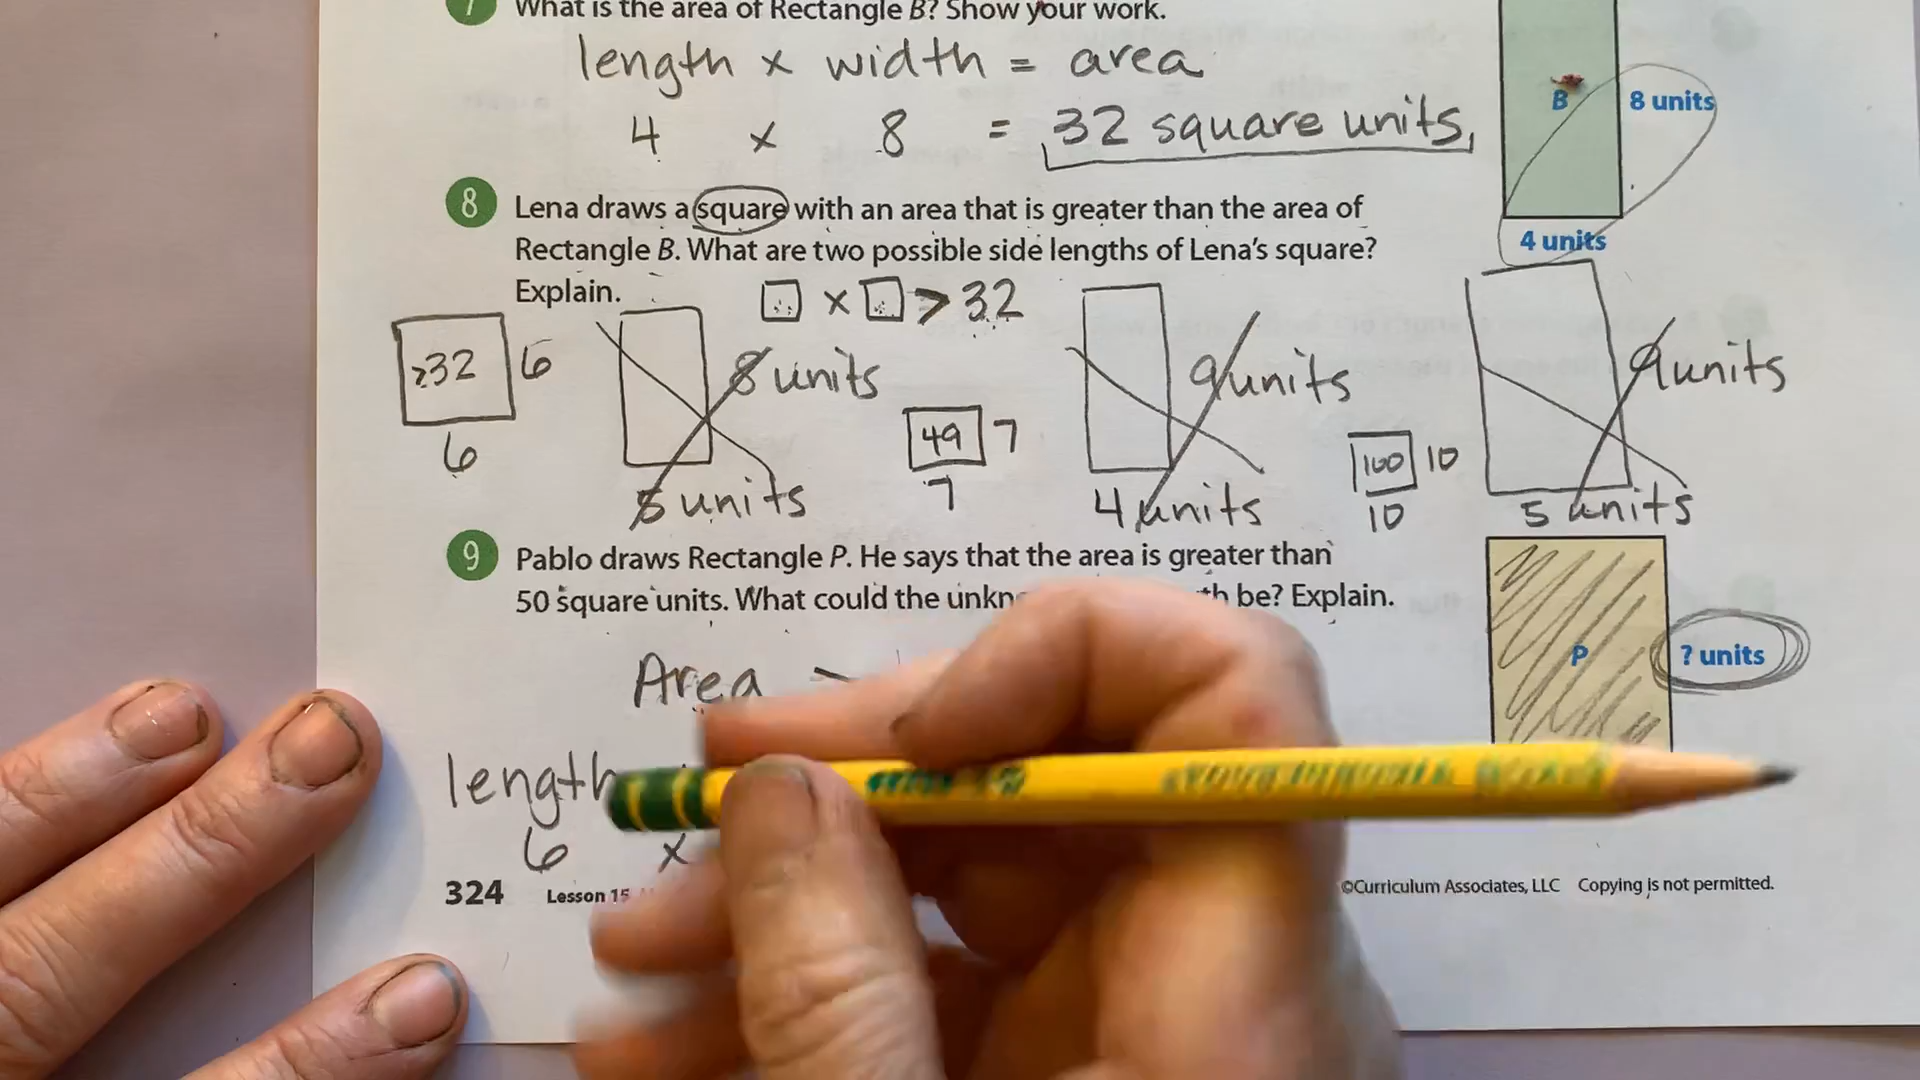 7 What is the area of Rectangle B? Show your work.
length x width = area
4 x 8 = 32 square units
B 8 units
4 units
8 Lena draws a square with an area that is greater than the area of
Rectangle B. What are two possible side lengths of Lena's square?
Explain.
□ x □ > 32
>32 6
6
8 units
units
49 7
7
9 units
4 units
100 10
10
9 units
5 units
9 Pablo draws Rectangle P. He says that the area is greater than
50 square units. What could the be? Explain.
P ? units
Area
length
6 x
324 Lesson 15
©Curriculum Associates, LLC Copying is not permitted.